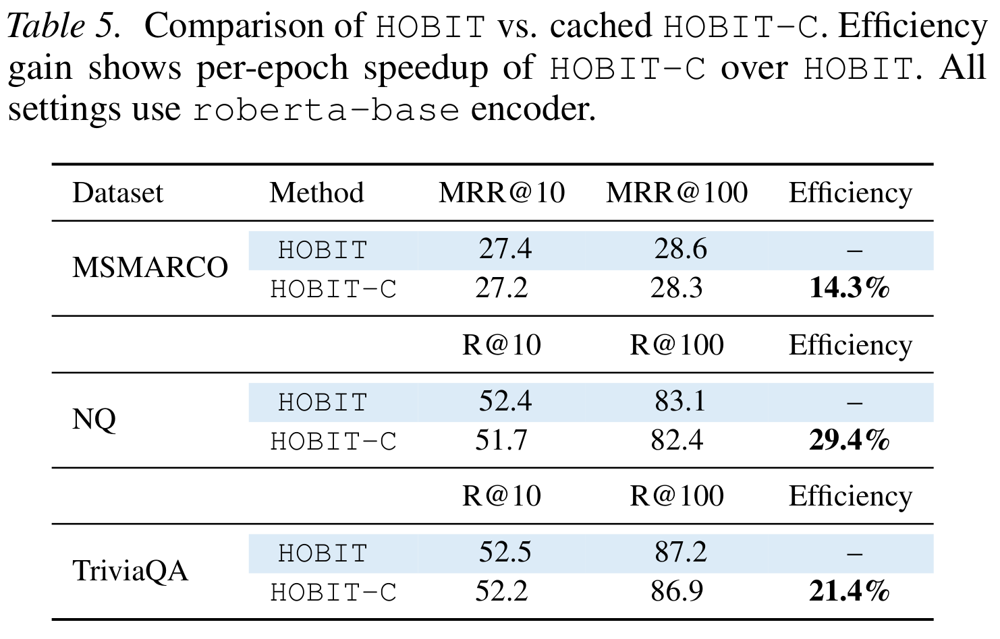 Table 5. Comparison of HOBIT vs. cached HOBIT-C. Efficiency
gain shows per-epoch speedup of HOBIT-C over HOBIT. All
settings use roberta-base encoder.
Dataset Method MRR@10 MRR@100 Efficiency
MSMARCO
HOBIT 27.4 28.6 –
HOBIT-C 27.2 28.3 14.3%
R@10 R@100 Efficiency
NQ
HOBIT 52.4 83.1 –
HOBIT-C 51.7 82.4 29.4%
R@10 R@100 Efficiency
TriviaQA
HOBIT 52.5 87.2 –
HOBIT-C 52.2 86.9 21.4%